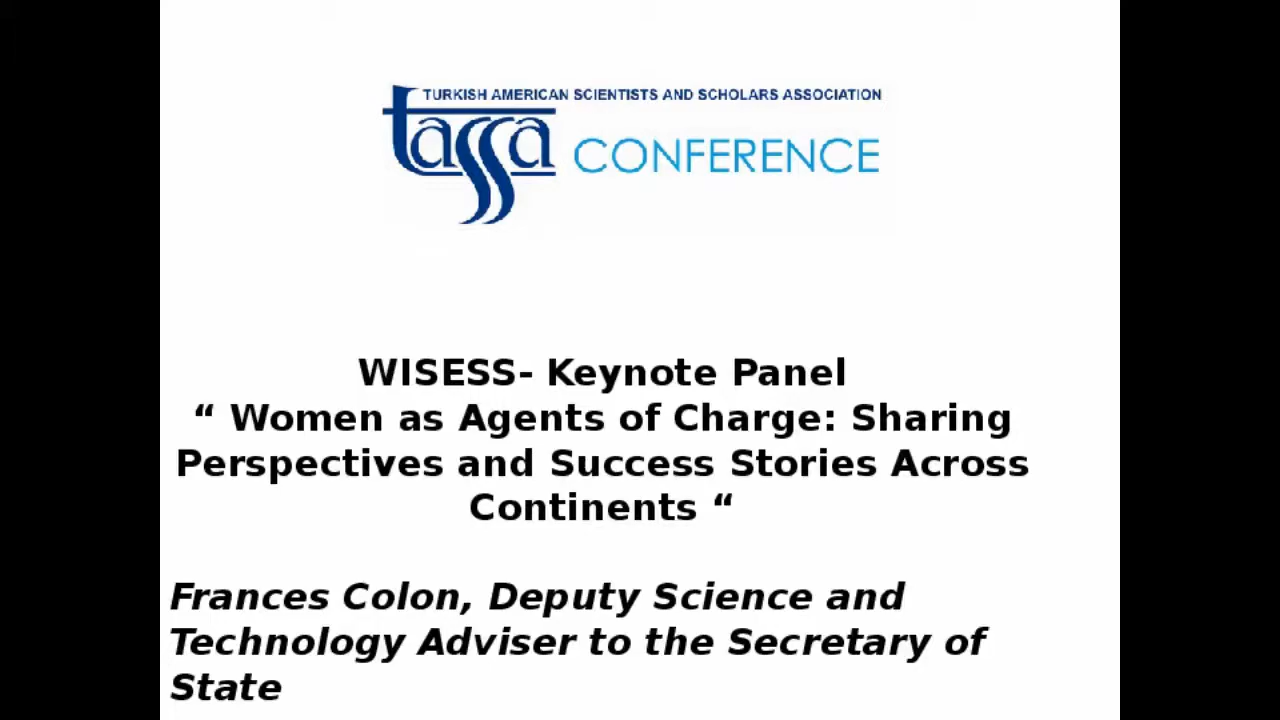 TURKISH AMERICAN SCIENTISTS AND SCHOLARS ASSOCIATION
tassa CONFERENCE
WISESS- Keynote Panel
“ Women as Agents of Charge: Sharing
Perspectives and Success Stories Across
Continents “
Frances Colon, Deputy Science and
Technology Adviser to the Secretary of
State